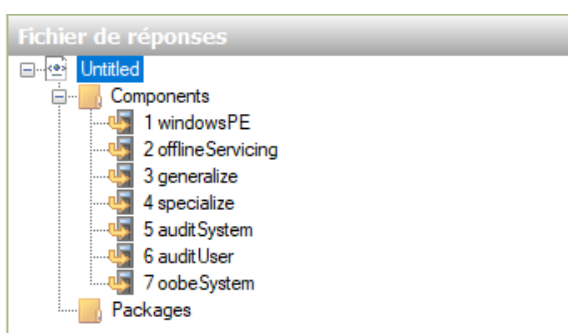 Fichier de réponses
Untitled
Components
1 windowsPE
2 offlineServicing
3 generalize
4 specialize
5 auditSystem
6 auditUser
7 oobeSystem
Packages